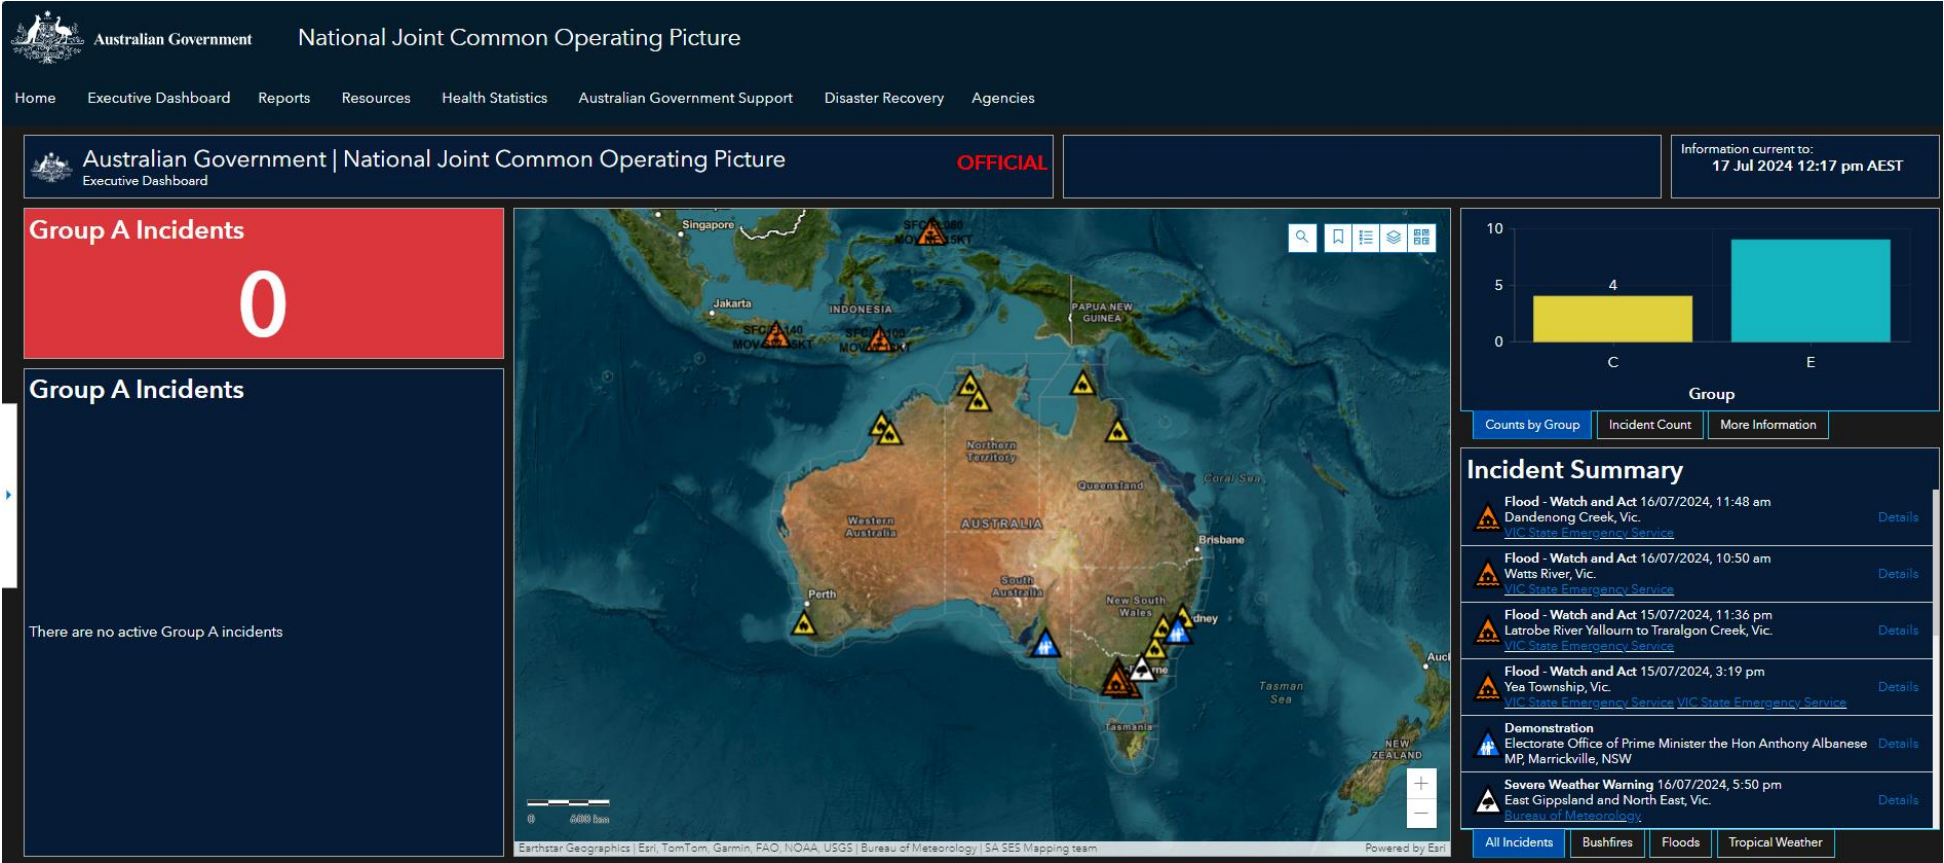 Australian Government
National Joint Common Operating Picture
Home Executive Dashboard Reports Resources Health Statistics Australian Government Support Disaster Recovery Agencies
Australian Government | National Joint Common Operating Picture
Executive Dashboard
OFFICIAL
Information current to:
17 Jul 2024 12:17 pm AEST
Group A Incidents
0
Group A Incidents
There are no active Group A incidents
Singapore
Jakarta
INDONESIA
PAPUA NEW
GUINEA
Northern
Territory
Queensland
Coral Sea
Western
Australia
AUSTRALIA
Brisbane
South
Australia
New South
Wales
Perth
Tasman
Sea
Tasmania
NEW
ZEALAND
0 600 km
Earthstar Geographics | Esri, TomTom, Garmin, FAO, NOAA, USGS | Bureau of Meteorology | SA SES Mapping team
Powered by Esri
10
5
0
4
C
E
Group
Counts by Group
Incident Count
More Information
Incident Summary
Flood - Watch and Act 16/07/2024, 11:48 am
Dandenong Creek, Vic.
VIC State Emergency Service
Details
Flood - Watch and Act 16/07/2024, 10:50 am
Watts River, Vic.
VIC State Emergency Service
Details
Flood - Watch and Act 15/07/2024, 11:36 pm
Latrobe River Yallourn to Traralgon Creek, Vic.
VIC State Emergency Service
Details
Flood - Watch and Act 15/07/2024, 3:19 pm
Yea Township, Vic.
VIC State Emergency Service VIC State Emergency Service
Details
Demonstration
Electorate Office of Prime Minister the Hon Anthony Albanese
MP, Marrickville, NSW
Details
Severe Weather Warning 16/07/2024, 5:50 pm
East Gippsland and North East, Vic.
Bureau of Meteorology
Details
All Incidents
Bushfires
Floods
Tropical Weather